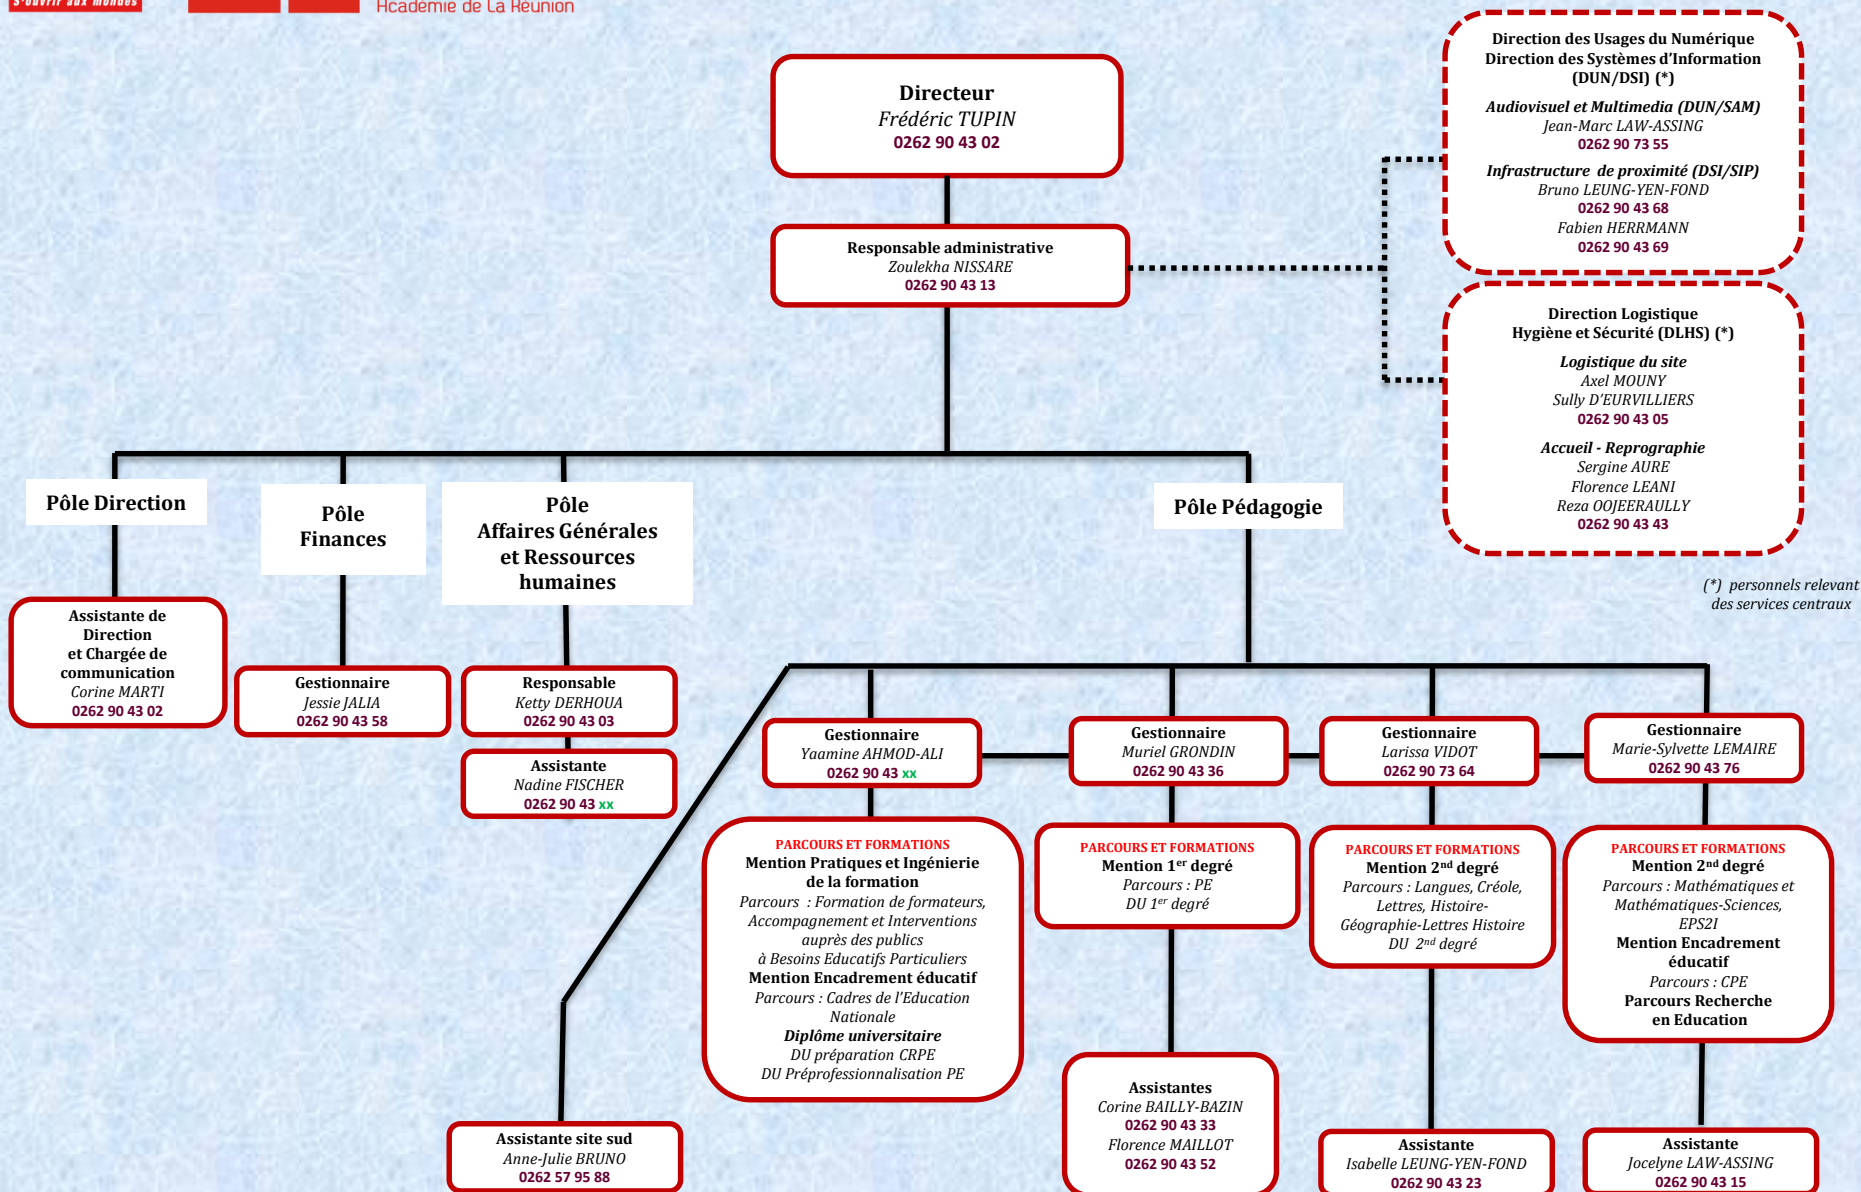 S'ouvrir aux mondes
Académie de La Réunion
Directeur
Frédéric TUPIN
0262 90 43 02
Responsable administrative
Zoulekha NISSARE
0262 90 43 13
Direction des Usages du Numérique
Direction des Systèmes d'Information
(DUN/DSI) (*)
Audiovisuel et Multimedia (DUN/SAM)
Jean-Marc LAW-ASSING
0262 90 73 55
Infrastructure de proximité (DSI/SIP)
Bruno LEUNG-YEN-FOND
0262 90 43 68
Fabien HERRMANN
0262 90 43 69
Direction Logistique
Hygiène et Sécurité (DLHS) (*)
Logistique du site
Axel MOUNY
Sully D'EURVILLIERS
0262 90 43 05
Accueil - Reprographie
Sergine AURE
Florence LEANI
Reza OOJEERAULLY
0262 90 43 43
(*) personnels relevant
des services centraux
Pôle Direction
Pôle
Finances
Pôle
Affaires Générales
et Ressources
humaines
Pôle Pédagogie
Assistante de
Direction
et Chargée de
communication
Corine MARTI
0262 90 43 02
Gestionnaire
Jessie JALIA
0262 90 43 58
Responsable
Ketty DERHOUA
0262 90 43 03
Assistante
Nadine FISCHER
0262 90 43 xx
Gestionnaire
Yaamine AHMOD-ALI
0262 90 43 xx
Gestionnaire
Muriel GRONDIN
0262 90 43 36
Gestionnaire
Larissa VIDOT
0262 90 73 64
Gestionnaire
Marie-Sylvette LEMAIRE
0262 90 43 76
PARCOURS ET FORMATIONS
Mention Pratiques et Ingénierie
de la formation
Parcours : Formation de formateurs,
Accompagnement et Interventions
auprès des publics
à Besoins Educatifs Particuliers
Mention Encadrement éducatif
Parcours : Cadres de l'Education
Nationale
Diplôme universitaire
DU préparation CRPE
DU Préprofessionnalisation PE
PARCOURS ET FORMATIONS
Mention 1er degré
Parcours : PE
DU 1er degré
PARCOURS ET FORMATIONS
Mention 2nd degré
Parcours : Langues, Créole,
Lettres, Histoire-
Géographie-Lettres Histoire
DU 2nd degré
PARCOURS ET FORMATIONS
Mention 2nd degré
Parcours : Mathématiques et
Mathématiques-Sciences,
EPS2I
Mention Encadrement
éducatif
Parcours : CPE
Parcours Recherche
en Education
Assistante site sud
Anne-Julie BRUNO
0262 57 95 88
Assistantes
Corine BAILLY-BAZIN
0262 90 43 33
Florence MAILLOT
0262 90 43 52
Assistante
Isabelle LEUNG-YEN-FOND
0262 90 43 23
Assistante
Jocelyne LAW-ASSING
0262 90 43 15